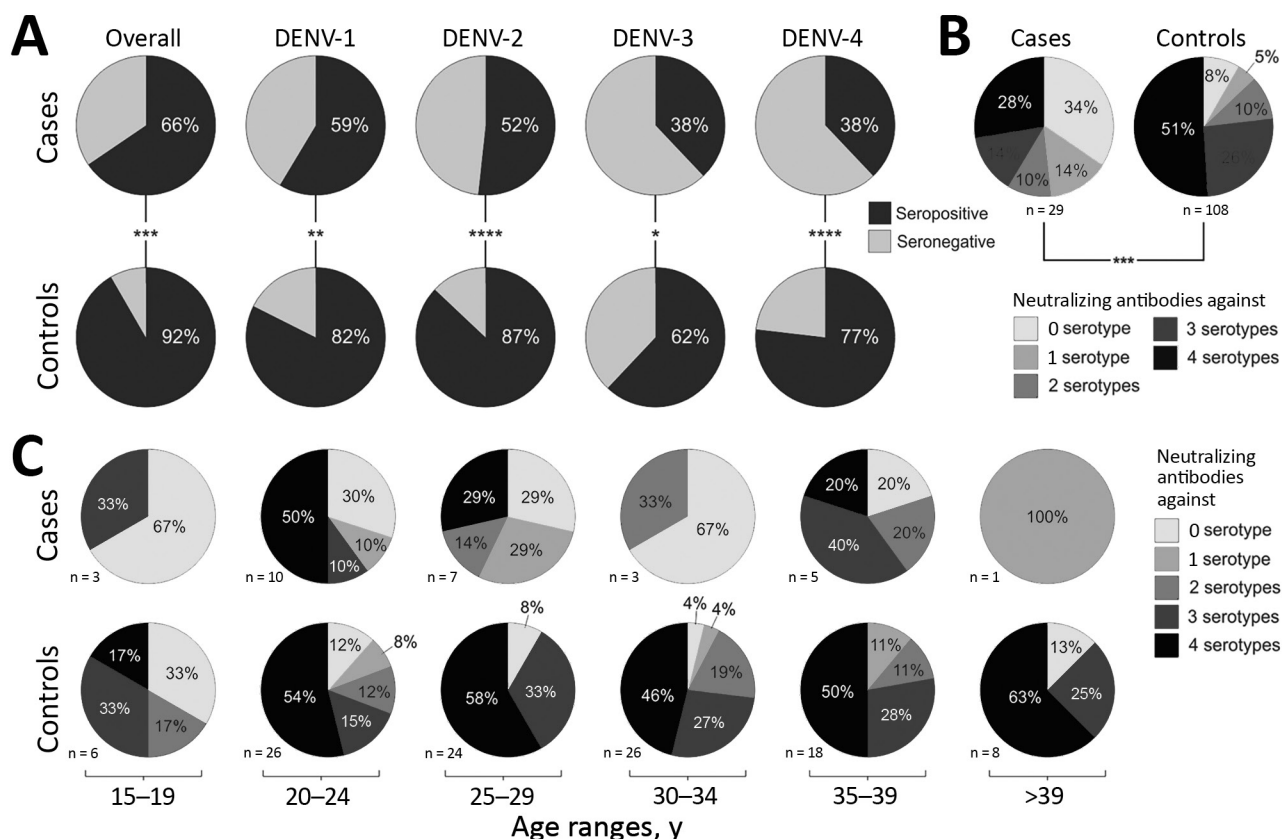 A
Overall DENV-1 DENV-2 DENV-3 DENV-4
Cases
66% 59% 52% 38% 38%
*** ** **** * ****
Seropositive
Seronegative
Controls
92% 82% 87% 62% 77%
B
Cases Controls
34%
14%
10%
14%
28%
n = 29
8%
5%
10%
26%
51%
n = 108
***
Neutralizing antibodies against
0 serotype
1 serotype
2 serotypes
3 serotypes
4 serotypes
C
Cases
67%
33%
n = 3
30%
10%
10%
50%
n = 10
29%
29%
14%
29%
n = 7
67%
33%
n = 3
20%
20%
40%
20%
n = 5
100%
n = 1
Controls
33%
17%
33%
17%
n = 6
12%
8%
12%
15%
54%
n = 26
8%
33%
58%
n = 24
4%
4%
19%
27%
46%
n = 26
11%
11%
28%
50%
n = 18
13%
25%
63%
n = 8
Neutralizing
antibodies
against
0 serotype
1 serotype
2 serotypes
3 serotypes
4 serotypes
15–19 20–24 25–29 30–34 35–39 >39
Age ranges, y